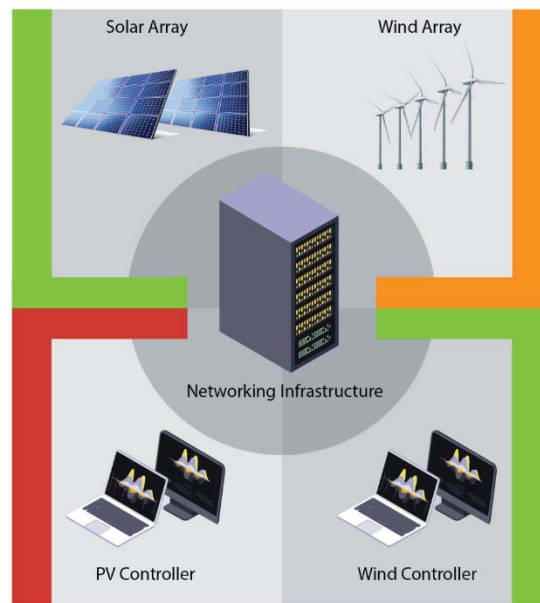 Solar Array
Wind Array
Networking Infrastructure
PV Controller
Wind Controller